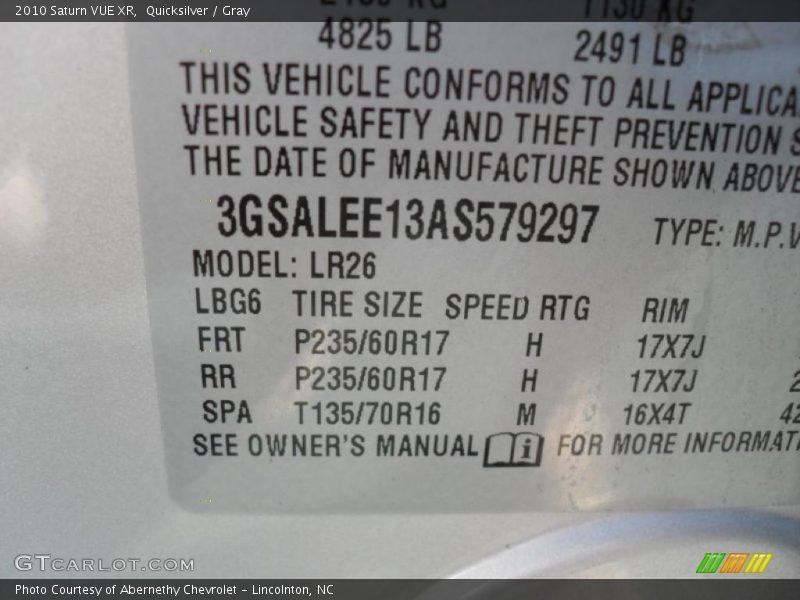 2010 Saturn VUE XR, Quicksilver / Gray
4825 LB 2491 LB
THIS VEHICLE CONFORMS TO ALL APPLICA
VEHICLE SAFETY AND THEFT PREVENTION S
THE DATE OF MANUFACTURE SHOWN ABOVE
3GSALEE13AS579297 TYPE: M.P.V
MODEL: LR26
LBG6 TIRE SIZE SPEED RTG RIM
FRT P235/60R17 H 17X7J
RR P235/60R17 H 17X7J 2
SPA T135/70R16 M 16X4T 42
SEE OWNER'S MANUAL i FOR MORE INFORMATI
GTCARLOT.COM
Photo Courtesy of Abernethy Chevrolet – Lincolnton, NC